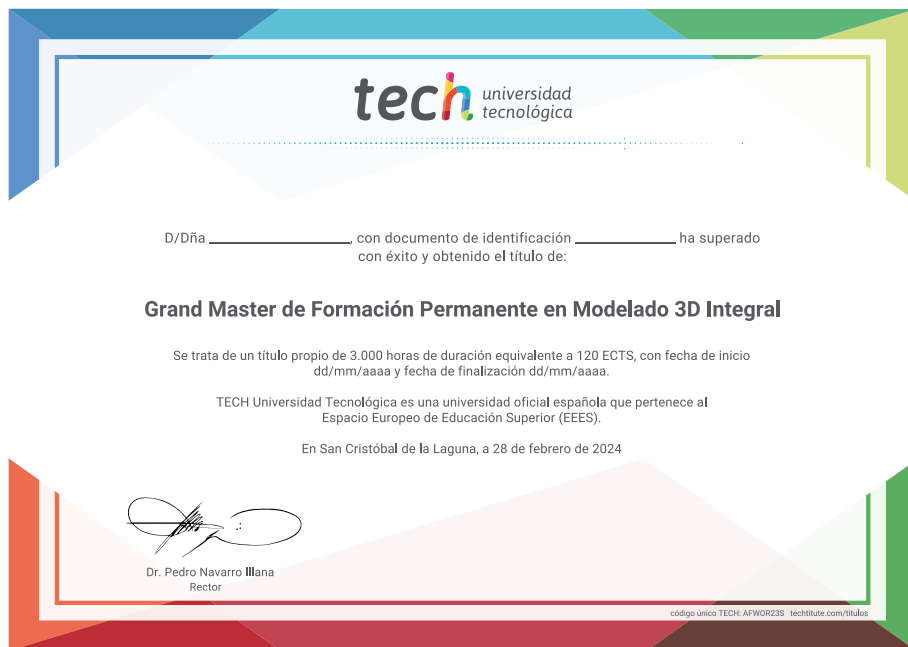 tech universidad
tecnológica
D/Dña ____________________, con documento de identificación __________________ ha superado
con éxito y obtenido el título de:
Grand Master de Formación Permanente en Modelado 3D Integral
Se trata de un título propio de 3.000 horas de duración equivalente a 120 ECTS, con fecha de inicio
dd/mm/aaaa y fecha de finalización dd/mm/aaaa.
TECH Universidad Tecnológica es una universidad oficial española que pertenece al
Espacio Europeo de Educación Superior (EEES).
En San Cristóbal de la Laguna, a 28 de febrero de 2024
Dr. Pedro Navarro Illana
Rector
código único TECH: AFWOR23S techtitute.com/titulos